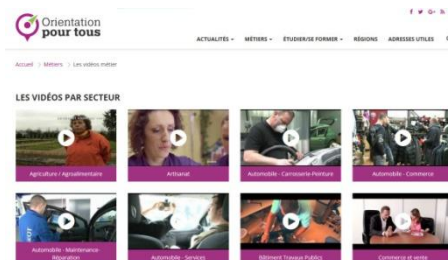 Orientation
pour tous
ACTUALITÉS
MÉTIERS
ÉTUDIER/SE FORMER
RÉGIONS
ADRESSES UTILES
Accueil > Métiers > Les vidéos métier
LES VIDÉOS PAR SECTEUR
Agriculture / Agroalimentaire
Artisanat
Automobile - Carrosserie-Peinture
Automobile - Commerce
Automobile - Maintenance-
Réparation
Automobile - Services
Bâtiment Travaux Publics
Commerce et vente